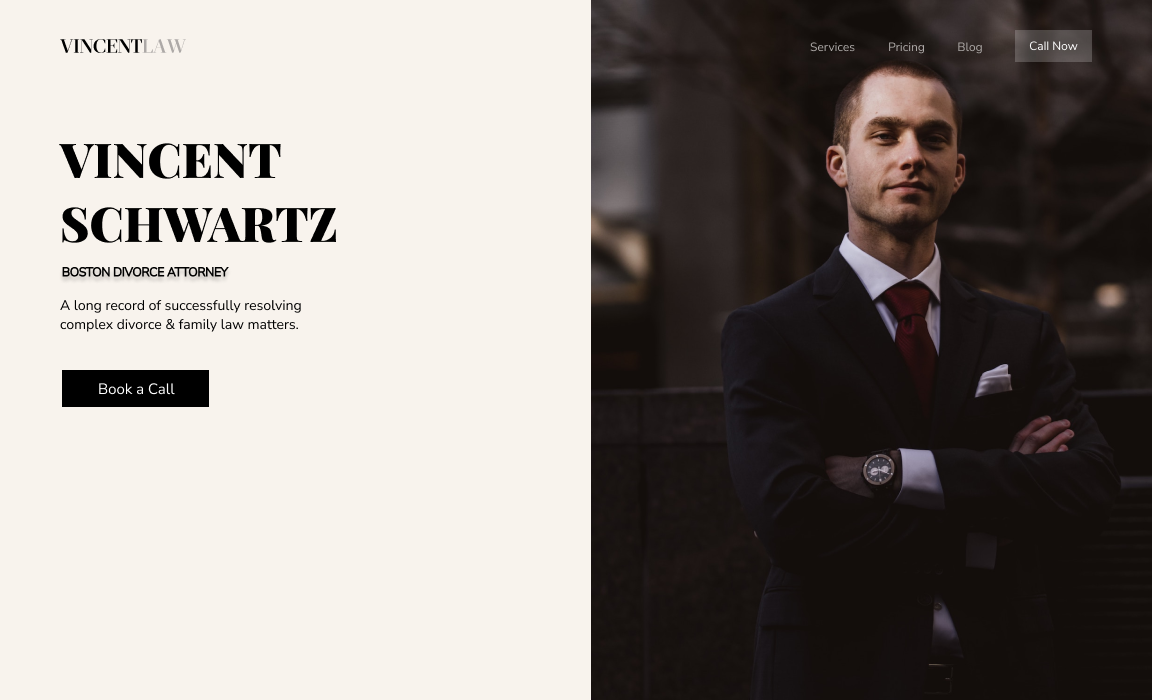 VINCENTLAW
Services Pricing Blog Call Now
VINCENT
SCHWARTZ
BOSTON DIVORCE ATTORNEY
A long record of successfully resolving
complex divorce & family law matters.
Book a Call